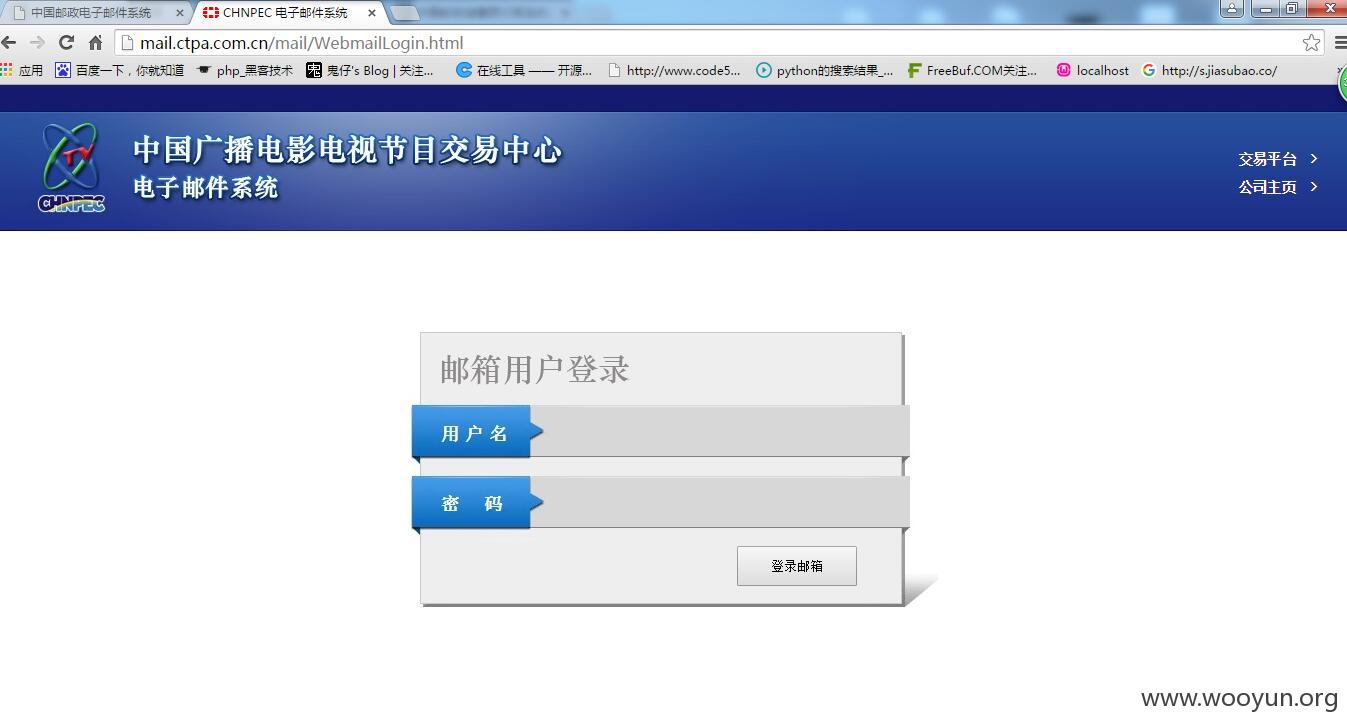 中国邮政电子邮件系统
CHNPEC 电子邮件系统
mail.ctpa.com.cn/mail/WebmailLogin.html
应用 百度一下，你就知道 php_黑客技术 鬼仔's Blog | 关注... 在线工具 —— 开源... http://www.code5... python的搜索结果_... FreeBuf.COM关注... localhost http://s.jiasubao.co/
TV
CHNPEC
中国广播电影电视节目交易中心
电子邮件系统
交易平台
公司主页
邮箱用户登录
用户名
密 码
登录邮箱
www.wooyun.org